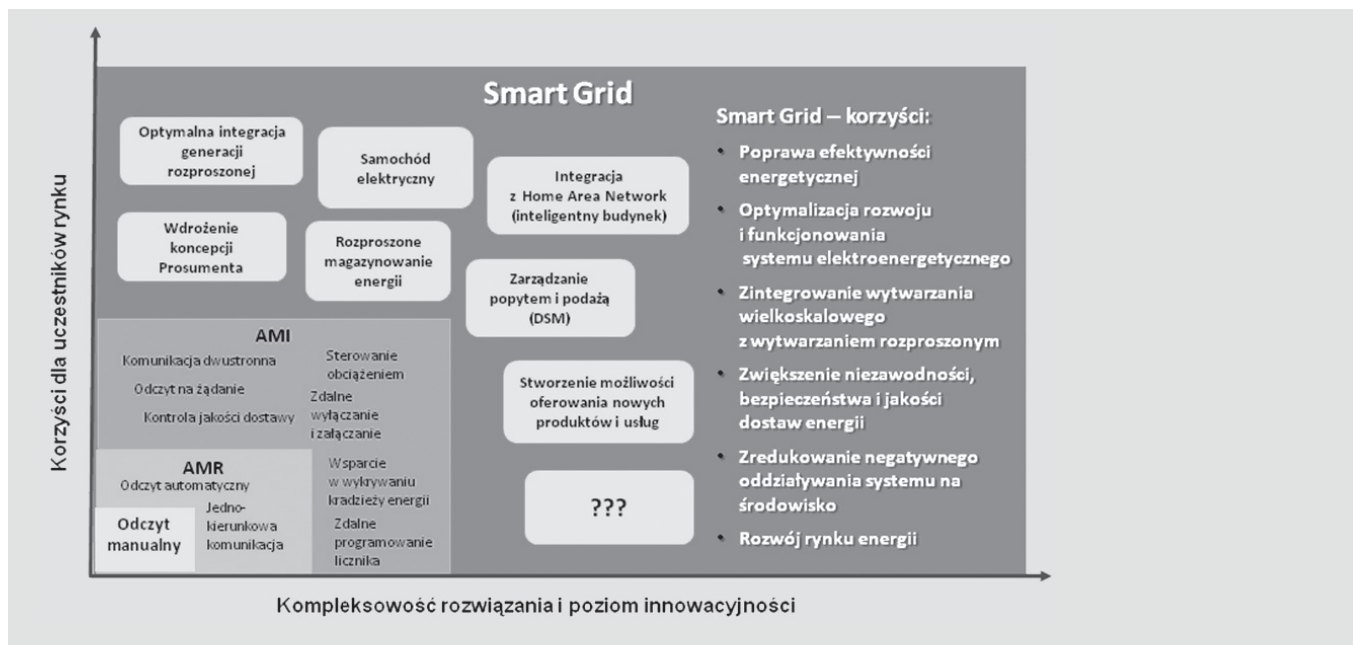 Smart Grid
Optymalna integracja
generacji
rozproszonej
Samochód
elektryczny
Integracja
z Home Area Network
(inteligentny budynek)
Wdrożenie
koncepcji
Prosumenta
Rozproszone
magazynowanie
energii
Zarządzanie
popytem i podażą
(DSM)
Stworzenie możliwości
oferowania nowych
produktów i usług
???
AMI
Komunikacja dwustronna
Odczyt na żądanie
Kontrola jakości dostawy
Sterowanie
obciążeniem
Zdalne
wyłączanie
i załączanie
Wsparcie
w wykrywaniu
kradzieży energii
Zdalne
programowanie
licznika
AMR
Odczyt automatyczny
Jedno-
kierunkowa
komunikacja
Odczyt
manualny
Smart Grid – korzyści:
• Poprawa efektywności
energetycznej
• Optymalizacja rozwoju
i funkcjonowania
systemu elektroenergetycznego
• Zintegrowanie wytwarzania
wielkoskalowego
z wytwarzaniem rozproszonym
• Zwiększenie niezawodności,
bezpieczeństwa i jakości
dostaw energii
• Zredukowanie negatywnego
oddziaływania systemu na
środowisko
• Rozwój rynku energii
Korzyści dla uczestników rynku
Kompleksowość rozwiązania i poziom innowacyjności